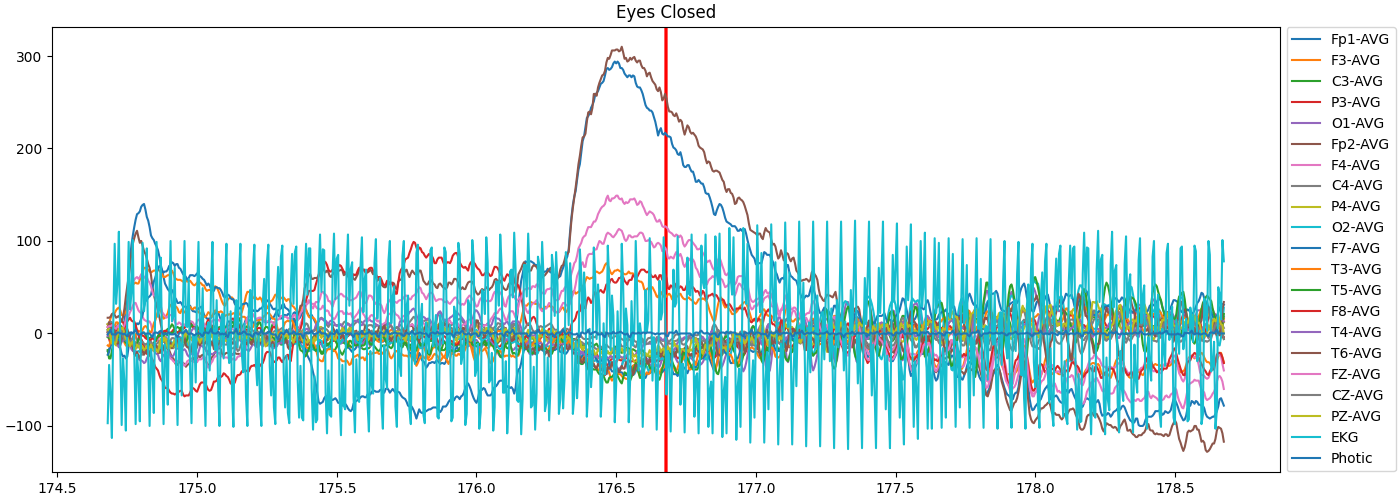 Eyes Closed
300
200
100
0
−100
174.5 175.0 175.5 176.0 176.5 177.0 177.5 178.0 178.5
Fp1-AVG
F3-AVG
C3-AVG
P3-AVG
O1-AVG
Fp2-AVG
F4-AVG
C4-AVG
P4-AVG
O2-AVG
F7-AVG
T3-AVG
T5-AVG
F8-AVG
T4-AVG
T6-AVG
FZ-AVG
CZ-AVG
PZ-AVG
EKG
Photic